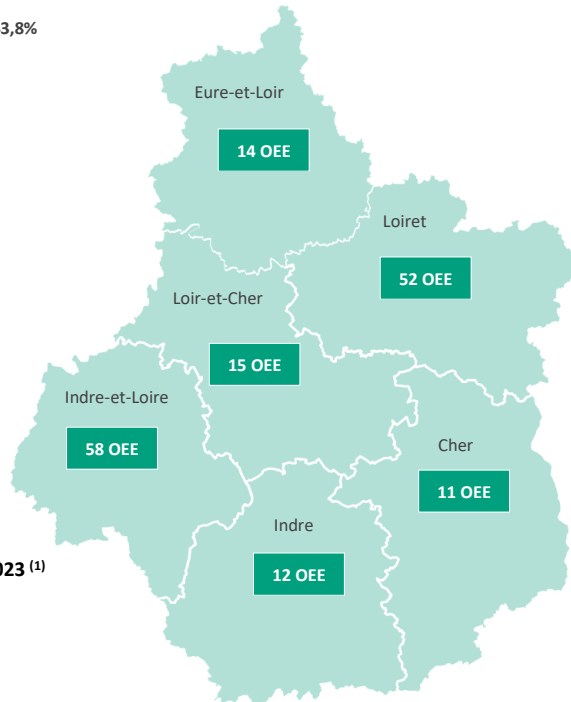 3,8%
Eure-et-Loir
14 OEE
Loiret
52 OEE
Loir-et-Cher
15 OEE
Indre-et-Loire
58 OEE
Cher
11 OEE
Indre
12 OEE
023 (1)